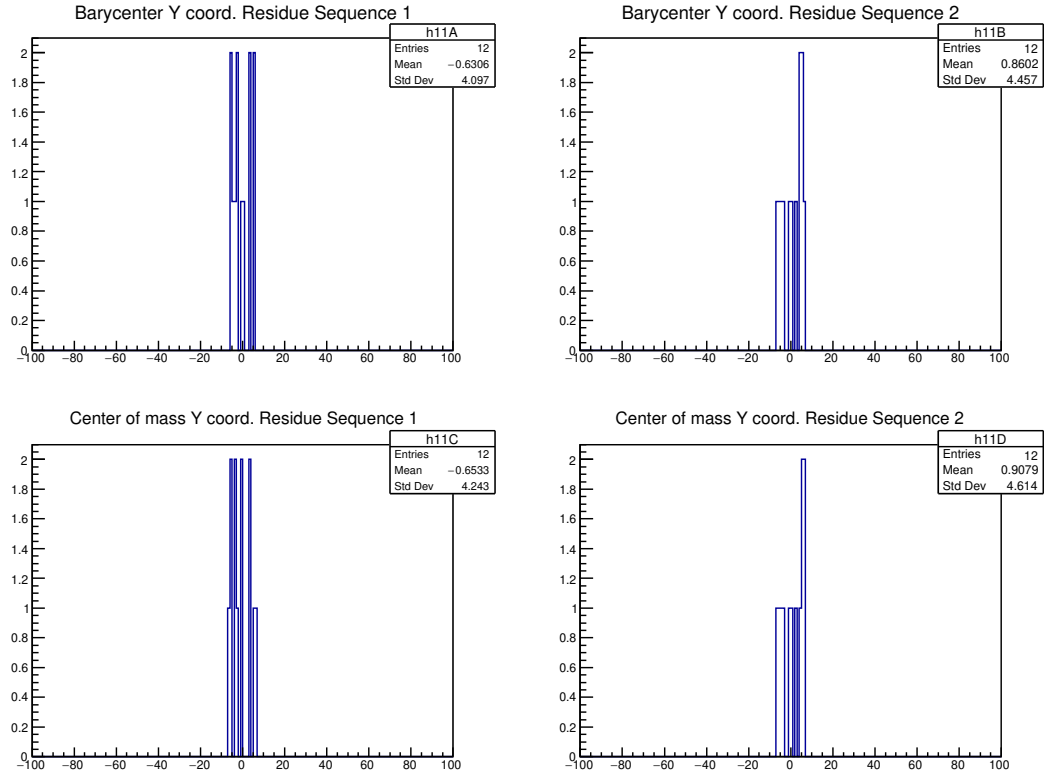 Barycenter Y coord. Residue Sequence 1
h11A
Entries 12
Mean −0.6306
Std Dev 4.097
2
1.8
1.6
1.4
1.2
1
0.8
0.6
0.4
0.2
0
−100 −80 −60 −40 −20 0 20 40 60 80 100
Barycenter Y coord. Residue Sequence 2
h11B
Entries 12
Mean 0.8602
Std Dev 4.457
2
1.8
1.6
1.4
1.2
1
0.8
0.6
0.4
0.2
0
−100 −80 −60 −40 −20 0 20 40 60 80 100
Center of mass Y coord. Residue Sequence 1
h11C
Entries 12
Mean −0.6533
Std Dev 4.243
2
1.8
1.6
1.4
1.2
1
0.8
0.6
0.4
0.2
0
−100 −80 −60 −40 −20 0 20 40 60 80 100
Center of mass Y coord. Residue Sequence 2
h11D
Entries 12
Mean 0.9079
Std Dev 4.614
2
1.8
1.6
1.4
1.2
1
0.8
0.6
0.4
0.2
0
−100 −80 −60 −40 −20 0 20 40 60 80 100